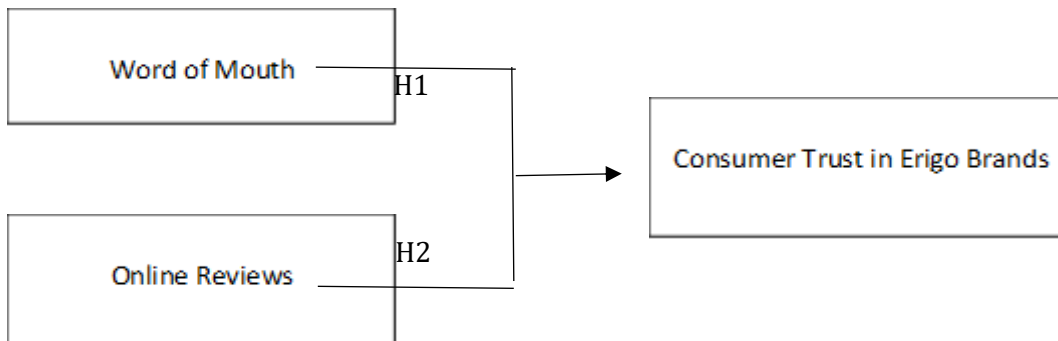 Word of Mouth
H1
Consumer Trust in Erigo Brands
H2
Online Reviews